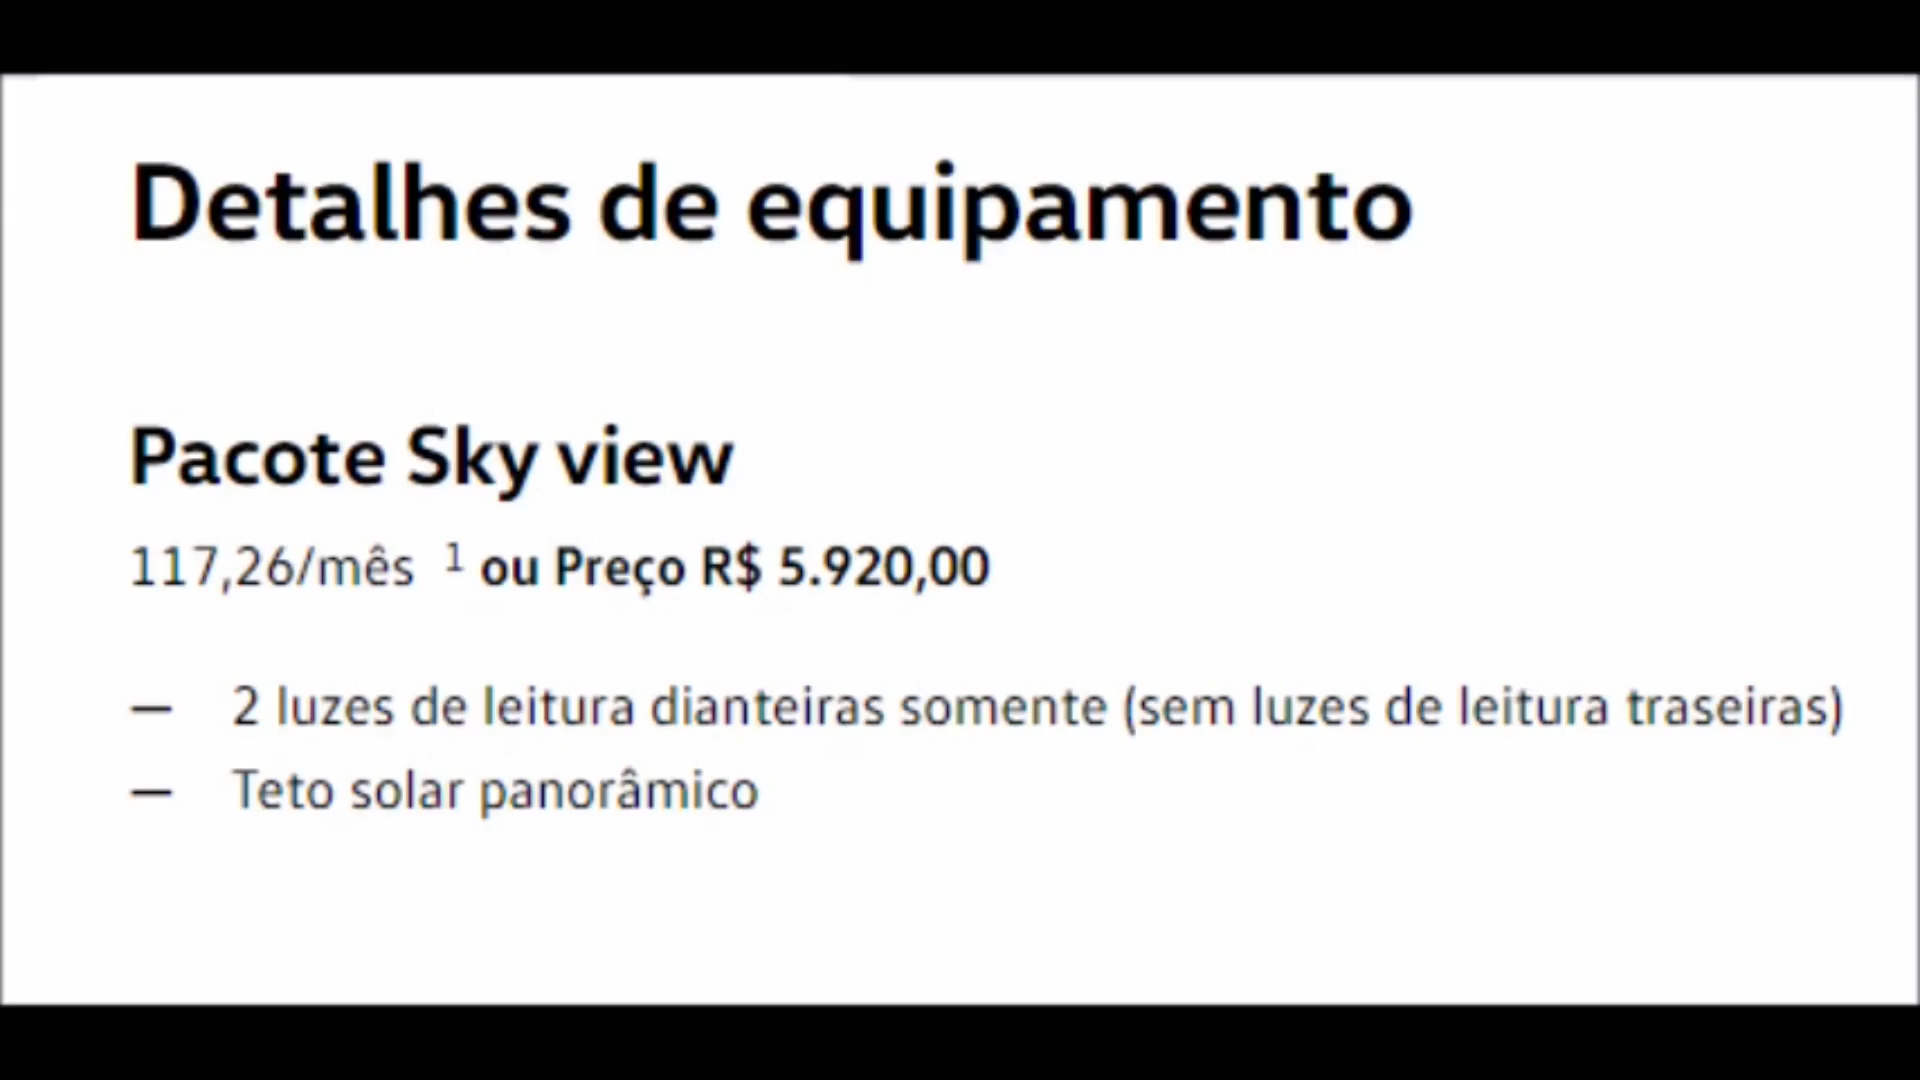 Detalhes de equipamento
Pacote Sky view
117,26/mês ¹ ou Preço R$ 5.920,00
— 2 luzes de leitura dianteiras somente (sem luzes de leitura traseiras)
— Teto solar panorâmico